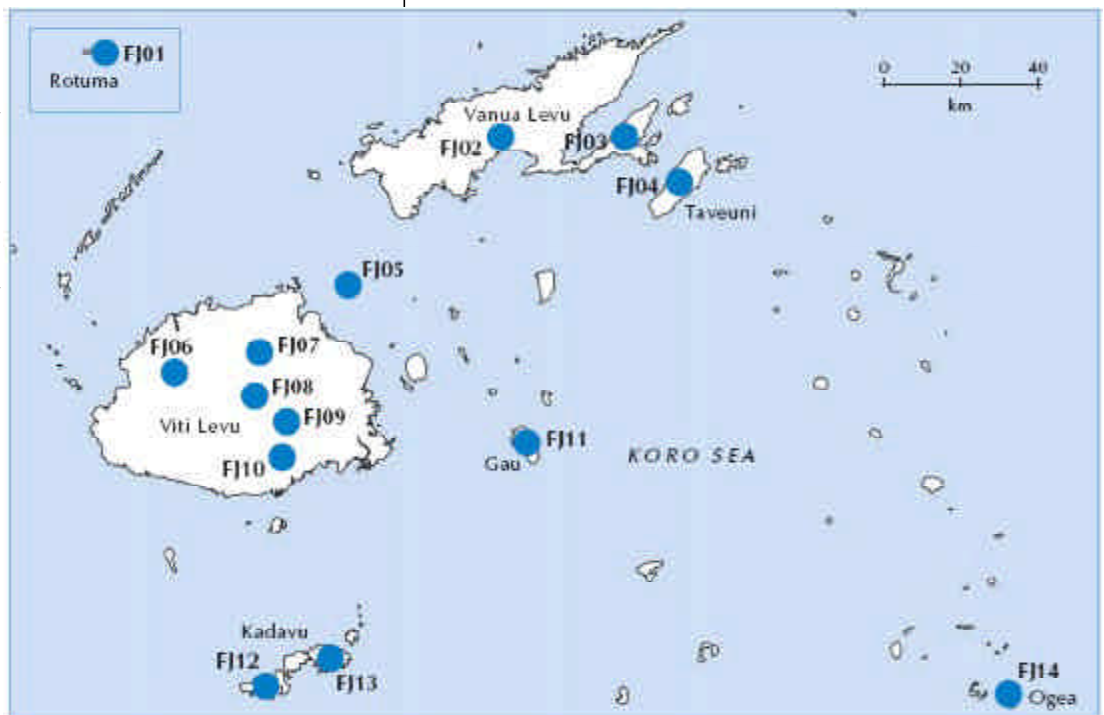 FJ01
Rotuma
0 20 40
km
Vanua Levu
FJ02
FJ03
FJ04
Taveuni
FJ05
FJ06
FJ07
FJ08
Viti Levu
FJ09
FJ10
FJ11
Gau
KORO SEA
Kadavu
FJ12
FJ13
FJ14
Ogea